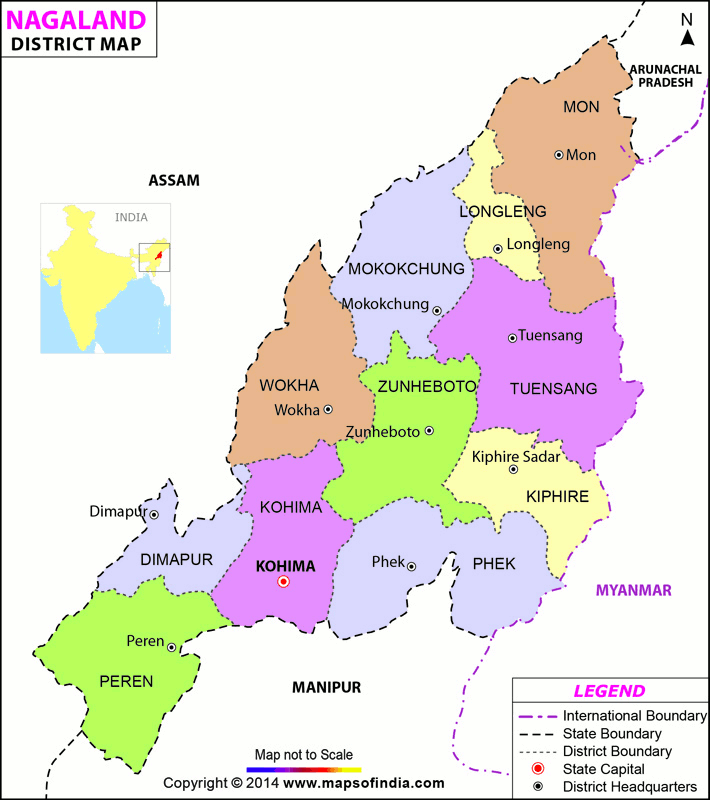 NAGALAND
DISTRICT MAP
N
ARUNACHAL
PRADESH
MON
Mon
ASSAM
LONGLENG
Longleng
INDIA
MOKOKCHUNG
Mokokchung
Tuensang
TUENSANG
WOKHA
Wokha
ZUNHEBOTO
Zunheboto
Kiphire Sadar
KIPHIRE
KOHIMA
Dimapur
DIMAPUR
KOHIMA
Phek
PHEK
MYANMAR
Peren
PEREN
MANIPUR
LEGEND
International Boundary
State Boundary
District Boundary
State Capital
District Headquarters
Map not to Scale
Copyright © 2014 www.mapsofindia.com